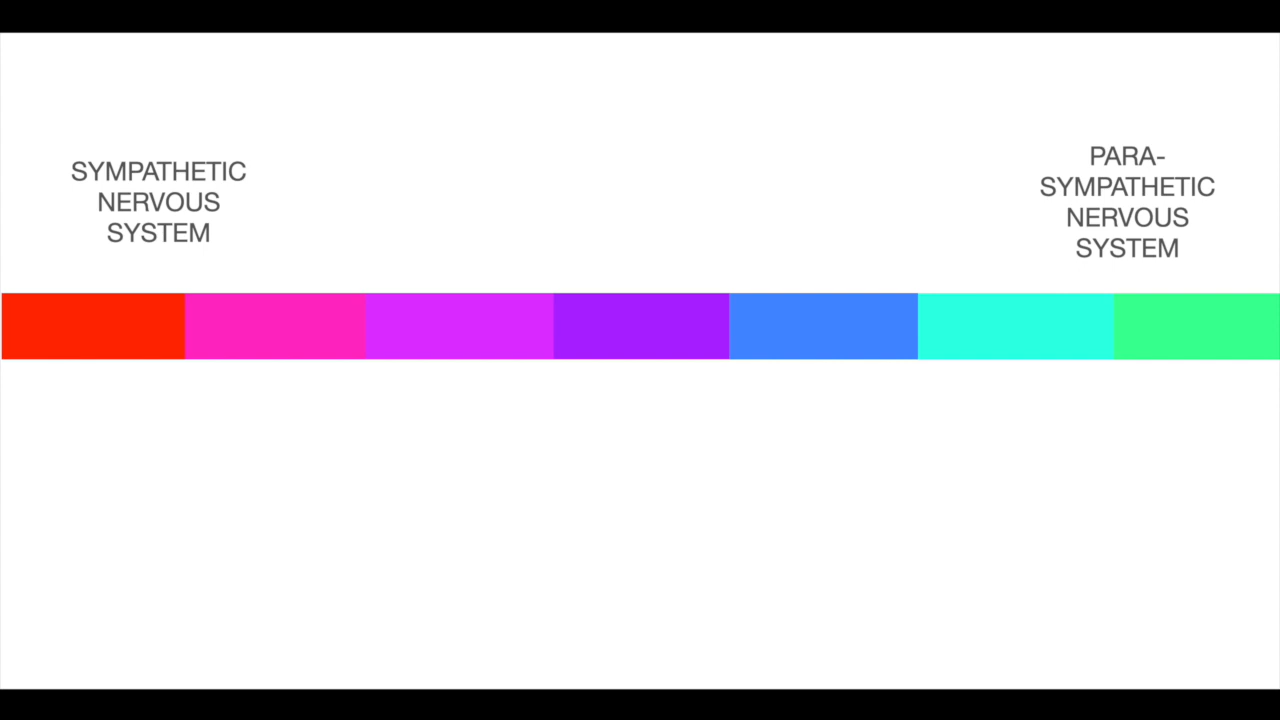 SYMPATHETIC
NERVOUS
SYSTEM
PARA-
SYMPATHETIC
NERVOUS
SYSTEM